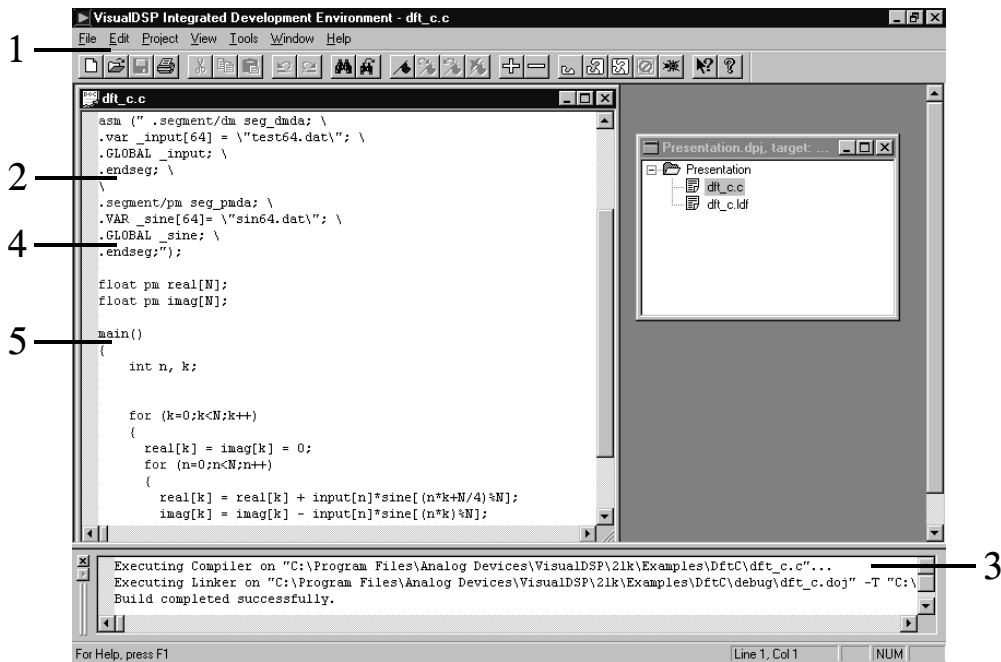 VisualDSP Integrated Development Environment - dft_c.c
File Edit Project View Tools Window Help
1
dft_c.c
asm (" .segment/dm seg_dmda; \
.var _input[64] = \"test64.dat\"; \
.GLOBAL _input; \
.endseg; \
\
.segment/pm seg_pmda; \
.VAR _sine[64]= \"sin64.dat\"; \
.GLOBAL _sine; \
.endseg;");
float pm real[N];
float pm imag[N];
main()
{
int n, k;
for (k=0;k<N;k++)
{
real[k] = imag[k] = 0;
for (n=0;n<N;n++)
{
real[k] = real[k] + input[n]*sine[(n*k+N/4)%N];
imag[k] = imag[k] - input[n]*sine[(n*k)%N];
2
4
5
Presentation.dpj, target: ...
Presentation
dft_c.c
dft_c.ldf
Executing Compiler on "C:\Program Files\Analog Devices\VisualDSP\21k\Examples\DftC\dft_c.c"...
Executing Linker on "C:\Program Files\Analog Devices\VisualDSP\21k\Examples\DftC\debug\dft_c.doj" -T "C:\
Build completed successfully.
3
For Help, press F1
Line 1, Col 1
NUM